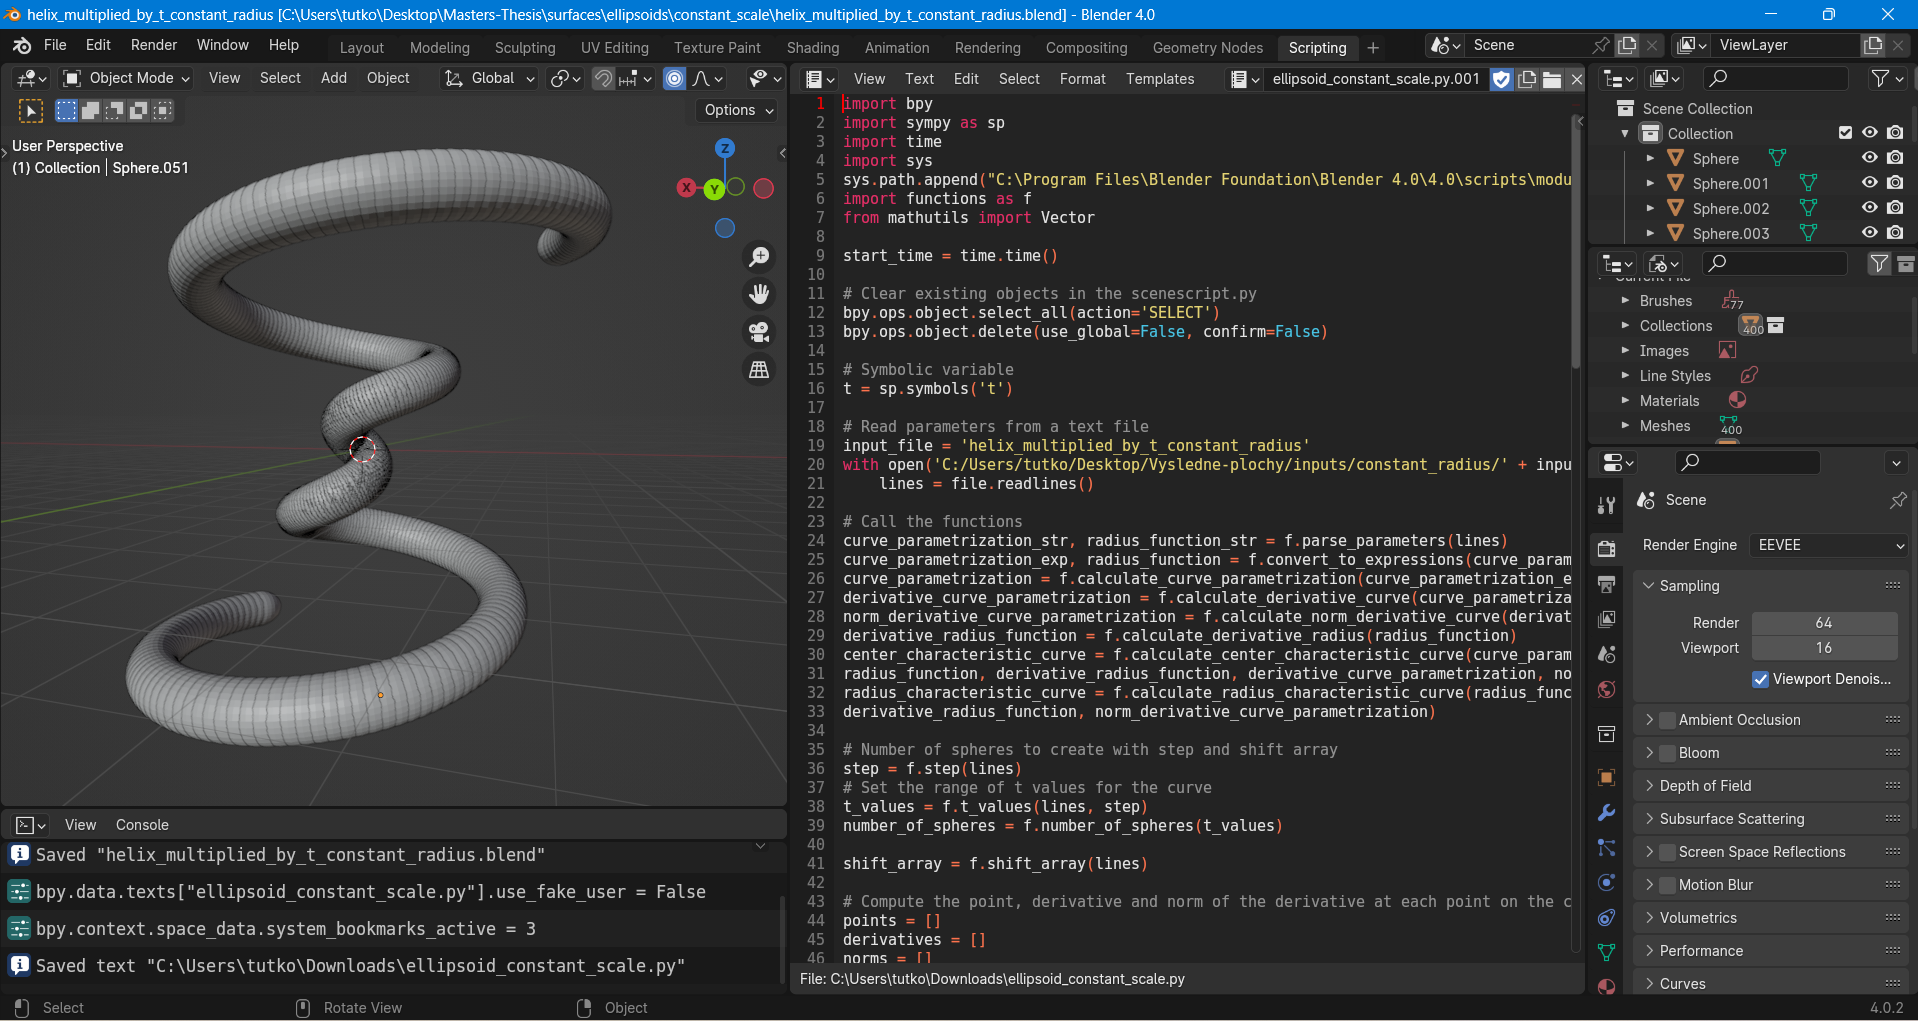 helix_multiplied_by_t_constant_radius [C:\Users\tutko\Desktop\Masters-Thesis\surfaces\ellipsoids\constant_scale\helix_multiplied_by_t_constant_radius.blend] - Blender 4.0
File Edit Render Window Help Layout Modeling Sculpting UV Editing Texture Paint Shading Animation Rendering Compositing Geometry Nodes Scripting + Scene ViewLayer
Object Mode View Select Add Object Global
Options
User Perspective
(1) Collection | Sphere.051
Z
X
Y
View Console
Saved "helix_multiplied_by_t_constant_radius.blend"
bpy.data.texts["ellipsoid_constant_scale.py"].use_fake_user = False
bpy.context.space_data.system_bookmarks_active = 3
Saved text "C:\Users\tutko\Downloads\ellipsoid_constant_scale.py"
View Text Edit Select Format Templates ellipsoid_constant_scale.py.001
1 import bpy
2 import sympy as sp
3 import time
4 import sys
5 sys.path.append("C:\Program Files\Blender Foundation\Blender 4.0\4.0\scripts\modu
6 import functions as f
7 from mathutils import Vector
8
9 start_time = time.time()
10
11 # Clear existing objects in the scenescript.py
12 bpy.ops.object.select_all(action='SELECT')
13 bpy.ops.object.delete(use_global=False, confirm=False)
14
15 # Symbolic variable
16 t = sp.symbols('t')
17
18 # Read parameters from a text file
19 input_file = 'helix_multiplied_by_t_constant_radius'
20 with open('C:/Users/tutko/Desktop/Vysledne-plochy/inputs/constant_radius/' + inpu
21 lines = file.readlines()
22
23 # Call the functions
24 curve_parametrization_str, radius_function_str = f.parse_parameters(lines)
25 curve_parametrization_exp, radius_function = f.convert_to_expressions(curve_param
26 curve_parametrization = f.calculate_curve_parametrization(curve_parametrization_e
27 derivative_curve_parametrization = f.calculate_derivative_curve(curve_parametriza
28 norm_derivative_curve_parametrization = f.calculate_norm_derivative_curve(derivat
29 derivative_radius_function = f.calculate_derivative_radius(radius_function)
30 center_characteristic_curve = f.calculate_center_characteristic_curve(curve_param
31 radius_function, derivative_radius_function, derivative_curve_parametrization, no
32 radius_characteristic_curve = f.calculate_radius_characteristic_curve(radius_func
33 derivative_radius_function, norm_derivative_curve_parametrization)
34
35 # Number of spheres to create with step and shift array
36 step = f.step(lines)
37 # Set the range of t values for the curve
38 t_values = f.t_values(lines, step)
39 number_of_spheres = f.number_of_spheres(t_values)
40
41 shift_array = f.shift_array(lines)
42
43 # Compute the point, derivative and norm of the derivative at each point on the c
44 points = []
45 derivatives = []
46 norms = []
File: C:\Users\tutko\Downloads\ellipsoid_constant_scale.py
Scene Collection
Collection
Sphere
Sphere.001
Sphere.002
Sphere.003
Current File
Brushes 77
Collections 400
Images
Line Styles
Materials
Meshes 400
Scene
Render Engine EEVEE
Sampling
Render 64
Viewport 16
Viewport Denois...
Ambient Occlusion
Bloom
Depth of Field
Subsurface Scattering
Screen Space Reflections
Motion Blur
Volumetrics
Performance
Curves
Select Rotate View Object 4.0.2